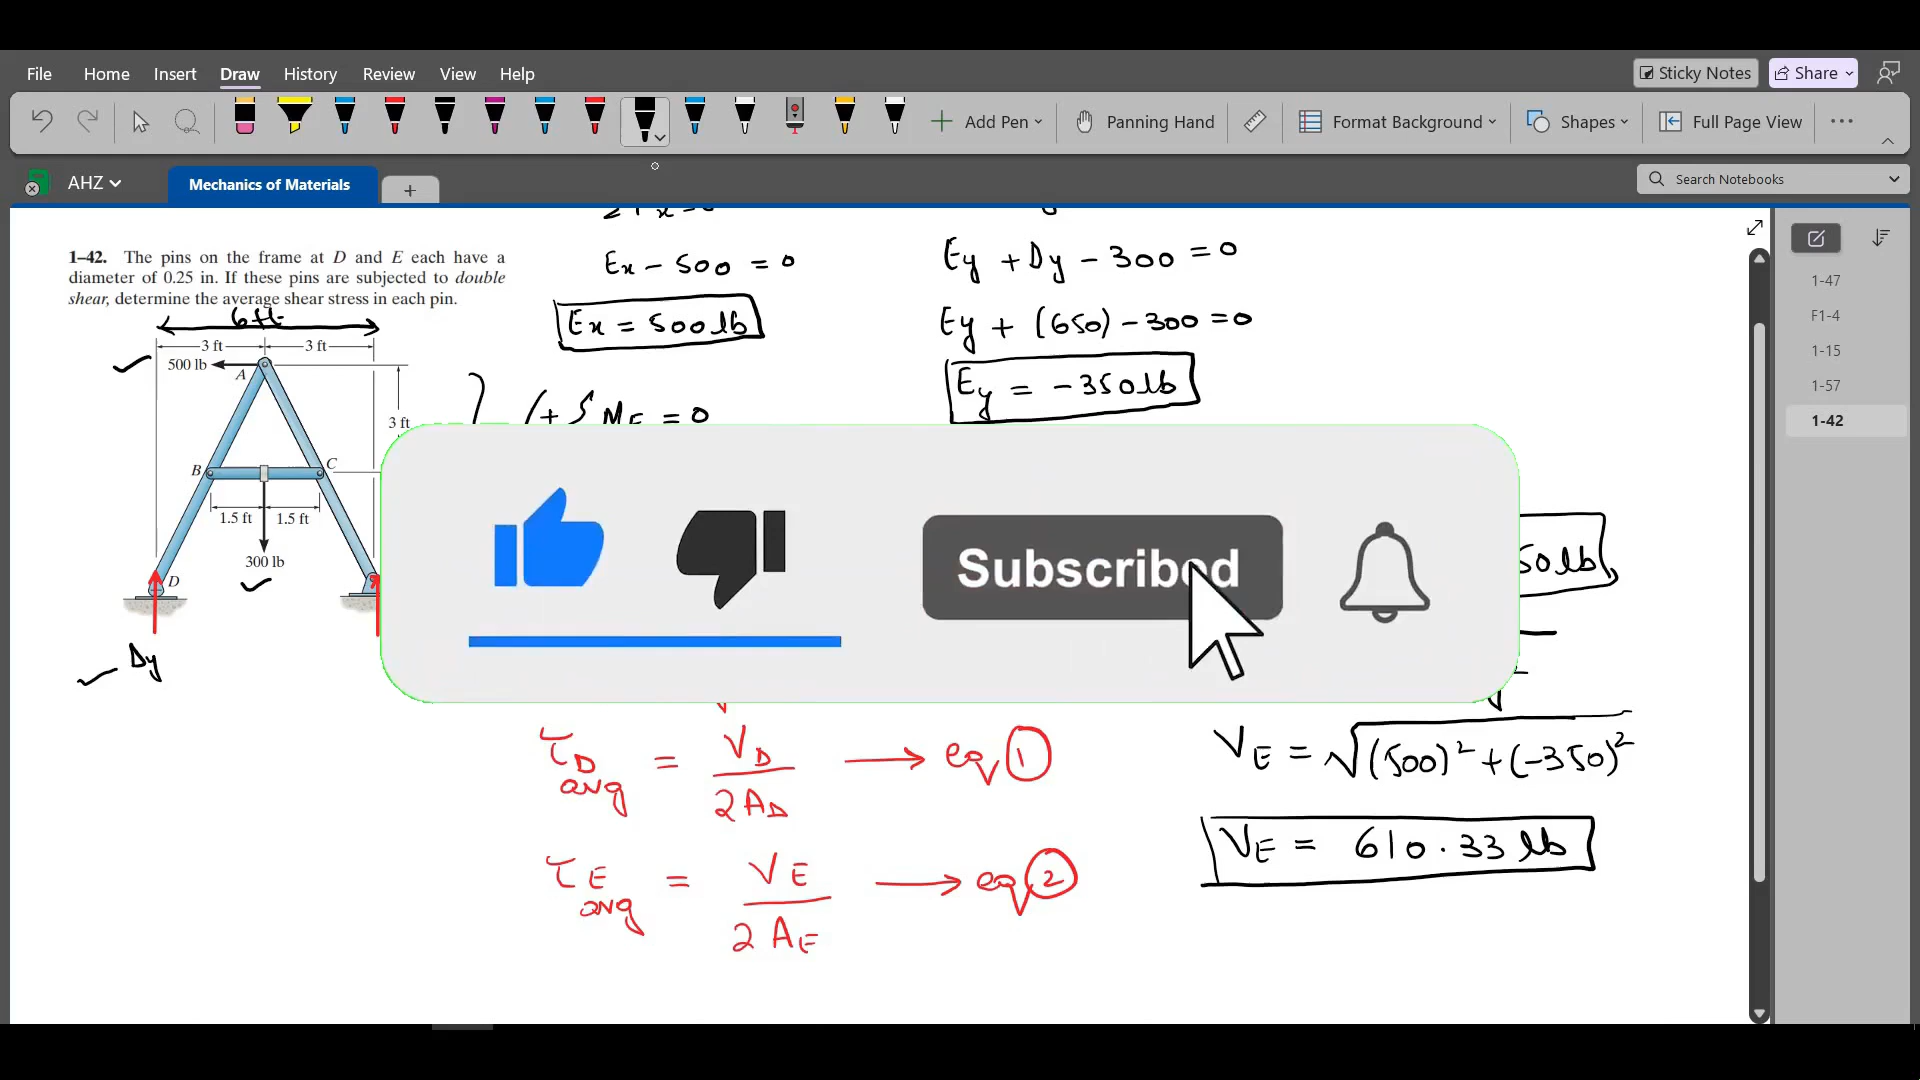 File Home Insert Draw History Review View Help
Sticky Notes Share
Add Pen Panning Hand Format Background Shapes Full Page View
AHZ Mechanics of Materials
Search Notebooks
1-42. The pins on the frame at D and E each have a
diameter of 0.25 in. If these pins are subjected to double
shear, determine the average shear stress in each pin.
6 ft
3 ft 3 ft
500 lb
A
3 ft
B
C
1.5 ft 1.5 ft
300 lb
D
Dy
Ex - 500 = 0
Ex = 500 lb
Ey + Dy - 300 = 0
Ey + (650) - 300 = 0
Ey = -350 lb
Subscribed
50 lb
τD avg = VD / 2AD → eq 1
τE avg = VE / 2AE → eq 2
VE = √(500)² + (-350)²
VE = 610.33 lb
1-47
F1-4
1-15
1-57
1-42